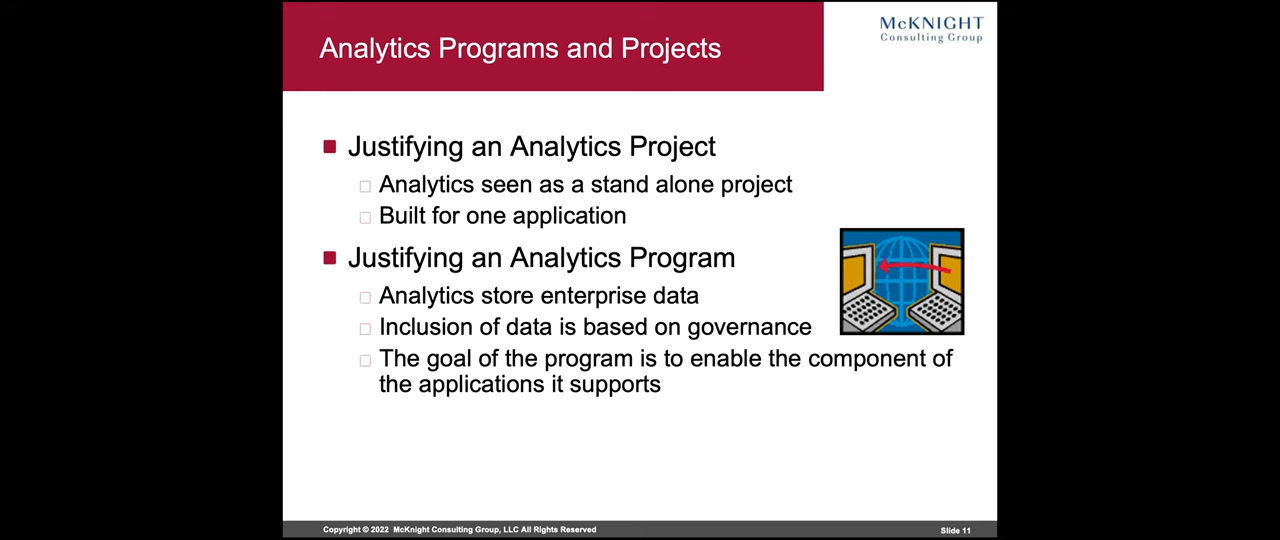 McKNIGHT
Consulting Group
Analytics Programs and Projects
Justifying an Analytics Project
Analytics seen as a stand alone project
Built for one application
Justifying an Analytics Program
Analytics store enterprise data
Inclusion of data is based on governance
The goal of the program is to enable the component of
the applications it supports
Copyright © 2022 McKnight Consulting Group, LLC All Rights Reserved
Slide 11